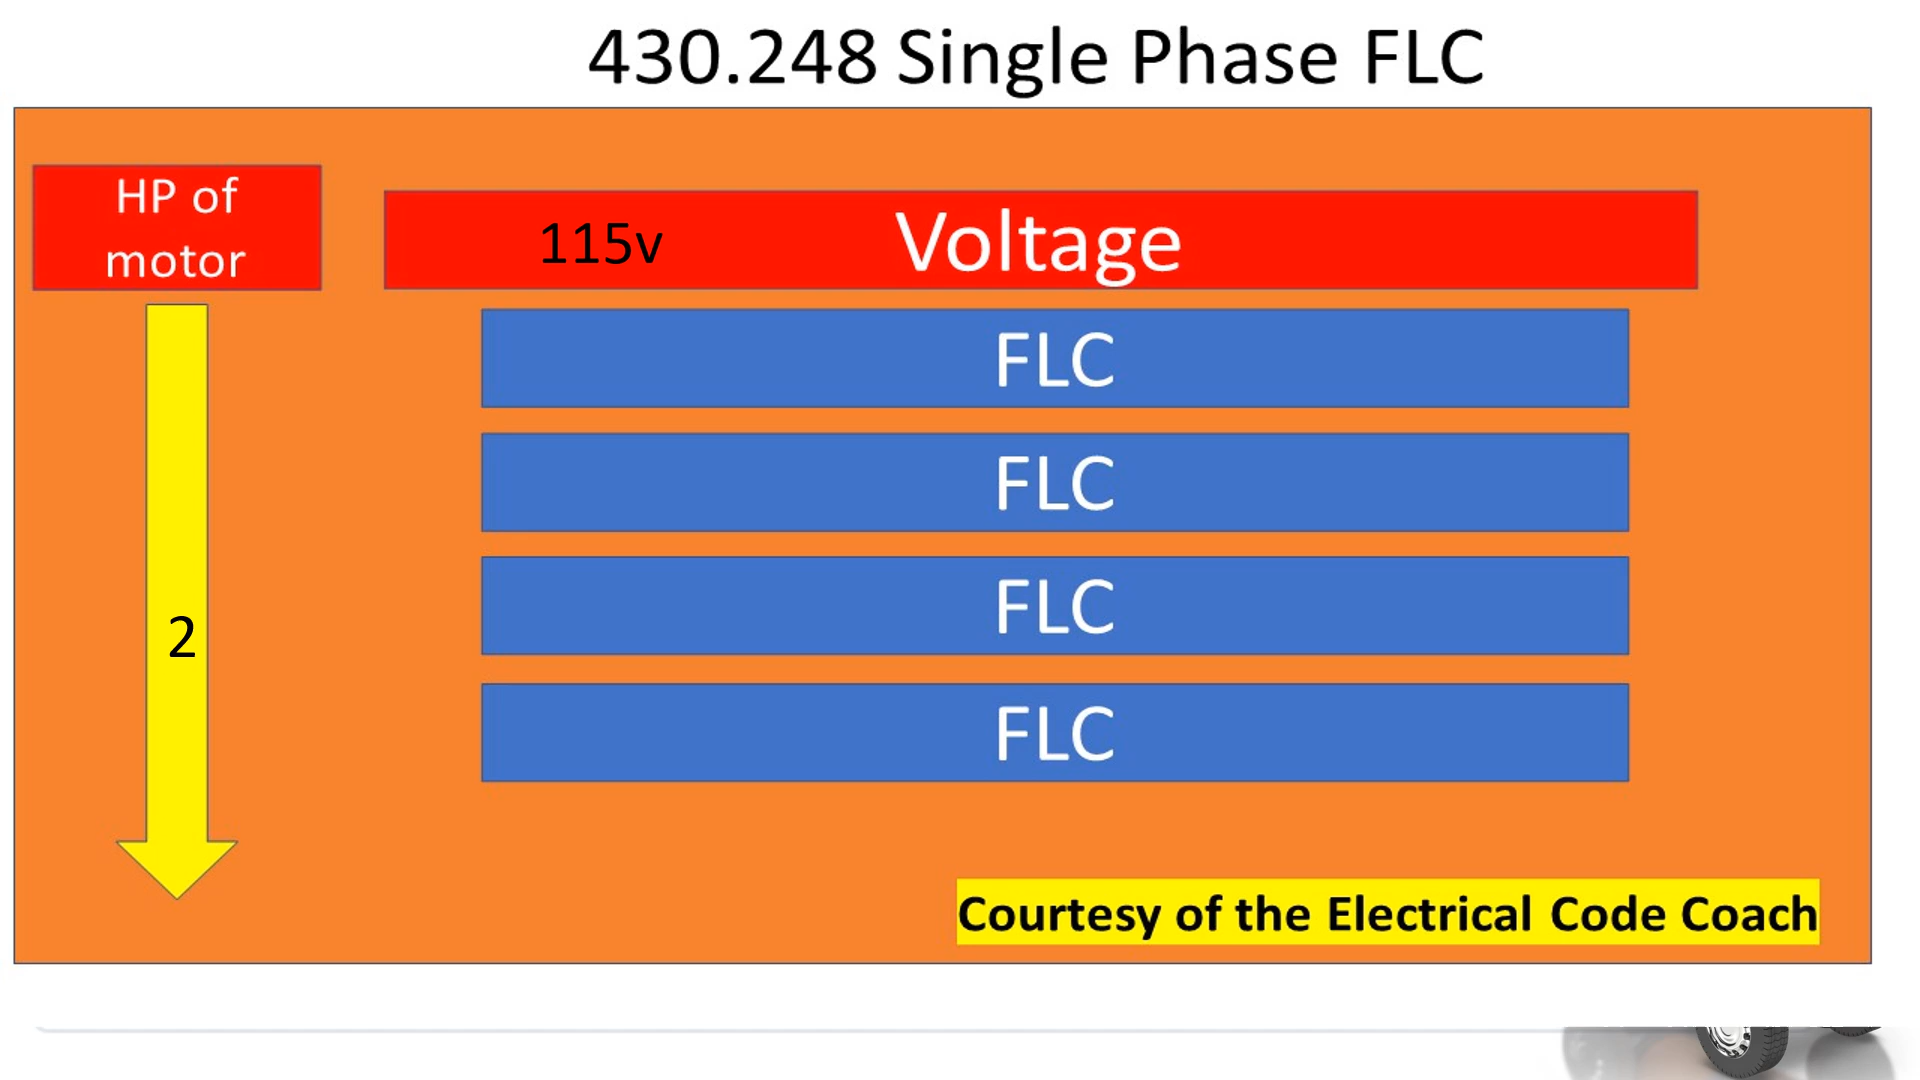 430.248 Single Phase FLC
HP of
motor
115v Voltage
FLC
FLC
FLC
2
FLC
Courtesy of the Electrical Code Coach